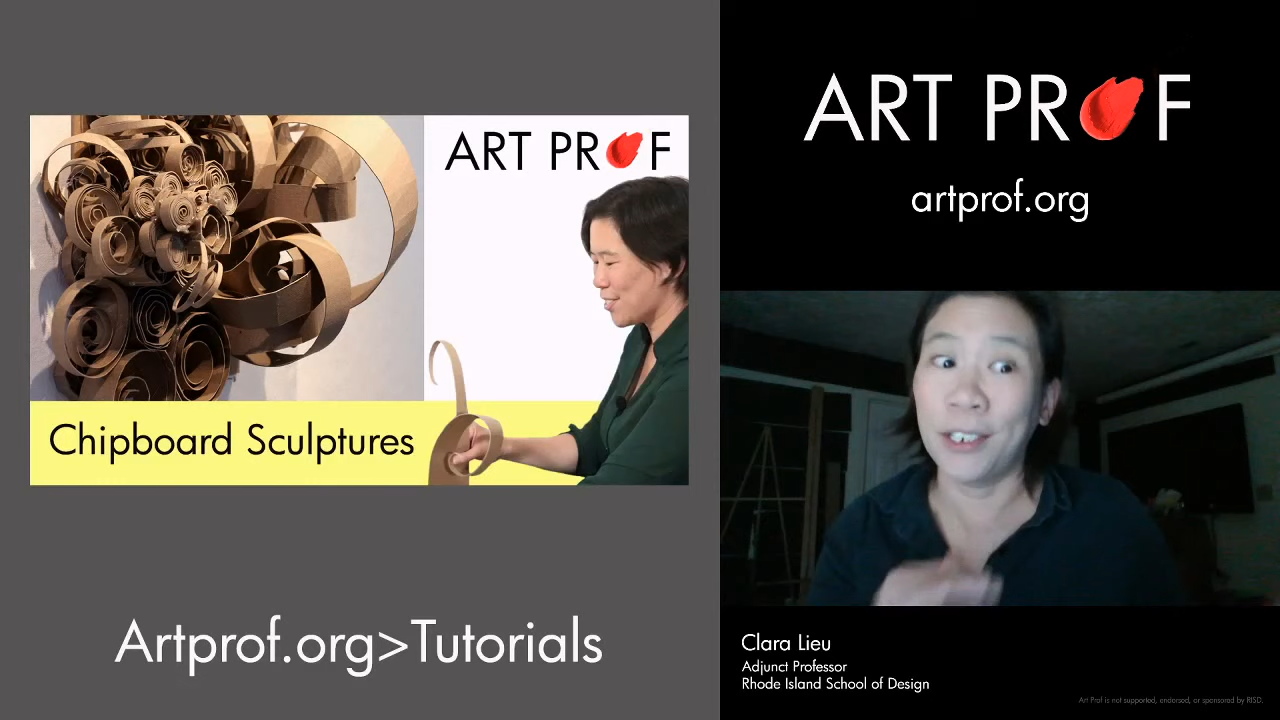 ART PROF
Chipboard Sculptures
Artprof.org>Tutorials
ART PROF
artprof.org
Clara Lieu
Adjunct Professor
Rhode Island School of Design
Art Prof is not supported, endorsed, or sponsored by RISD.